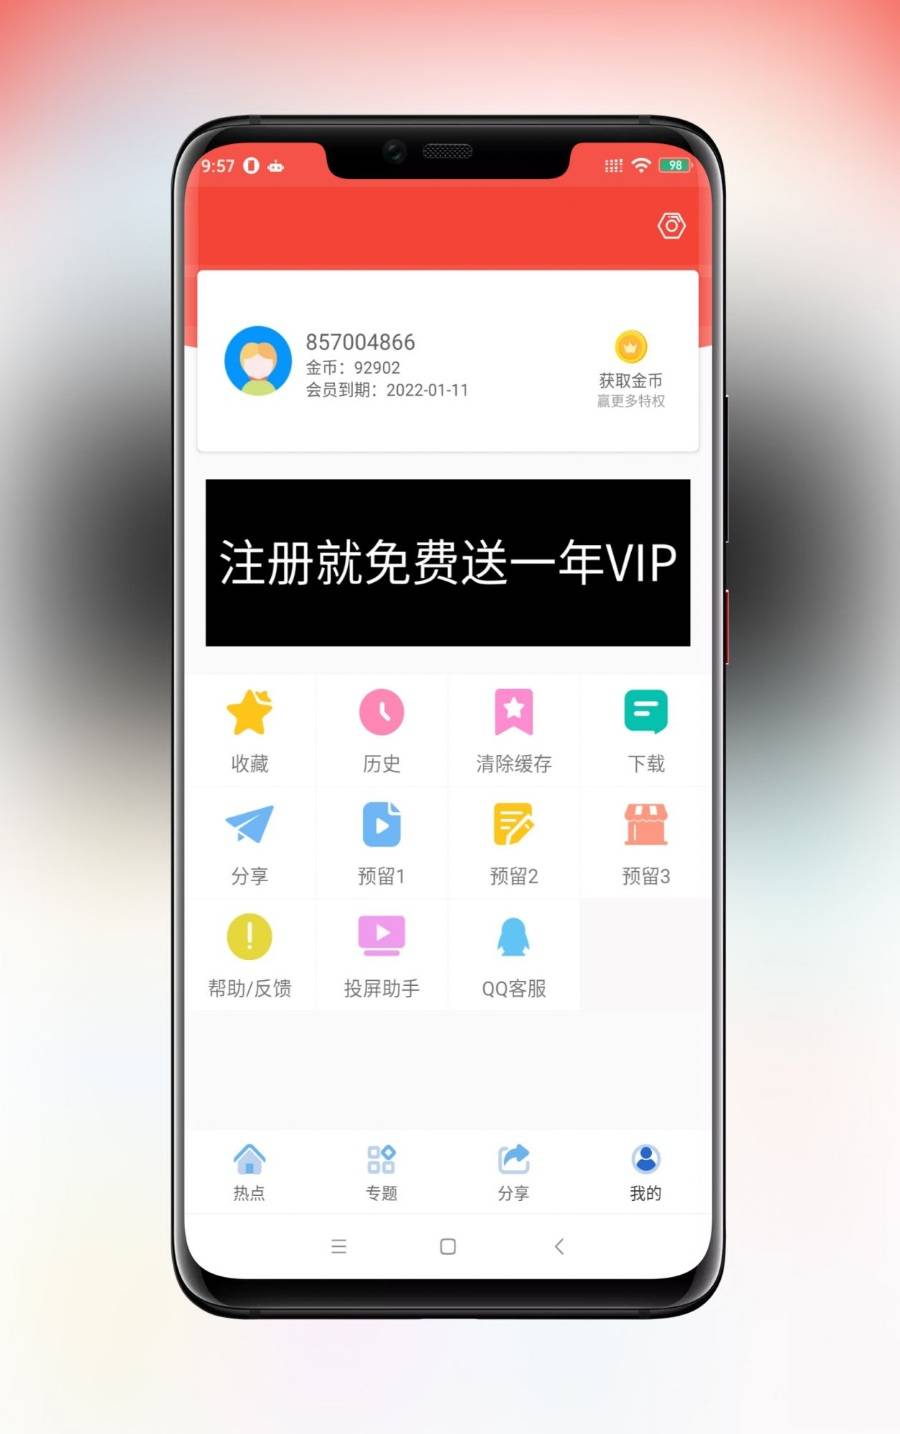 9:57
98
857004866
金币：92902
会员到期：2022-01-11
获取金币
赢更多特权
注册就免费送一年VIP
收藏
历史
清除缓存
下载
分享
预留1
预留2
预留3
帮助/反馈
投屏助手
QQ客服
热点
专题
分享
我的